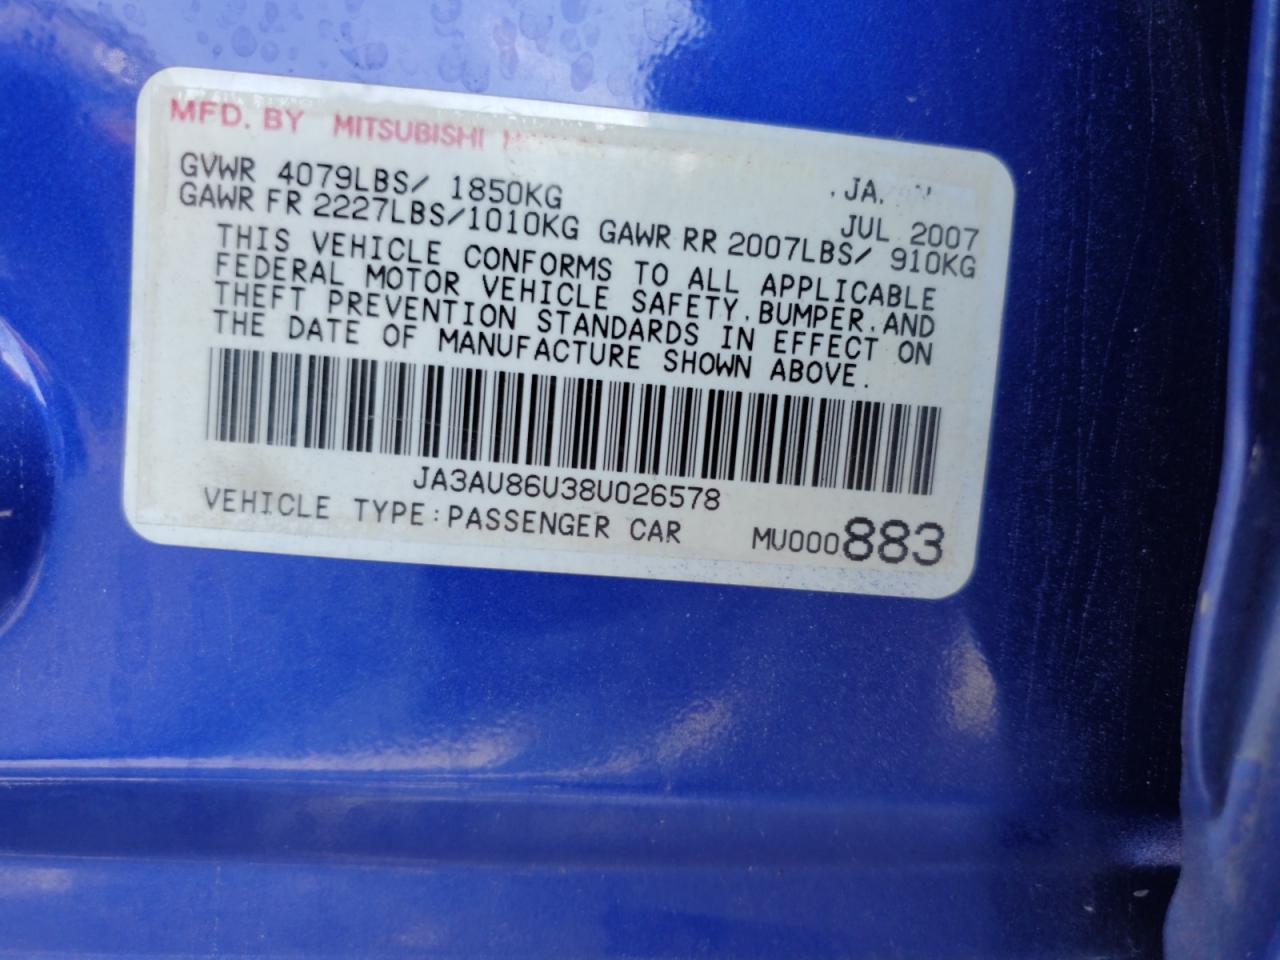 MFD. BY MITSUBISHI
GVWR 4079LBS/ 1850KG JUL 2007
GAWR FR 2227LBS/1010KG GAWR RR 2007LBS/ 910KG
THIS VEHICLE CONFORMS TO ALL APPLICABLE
FEDERAL MOTOR VEHICLE SAFETY, BUMPER, AND
THEFT PREVENTION STANDARDS IN EFFECT ON
THE DATE OF MANUFACTURE SHOWN ABOVE.
JA3AU86U38U026578
VEHICLE TYPE:PASSENGER CAR MU000883